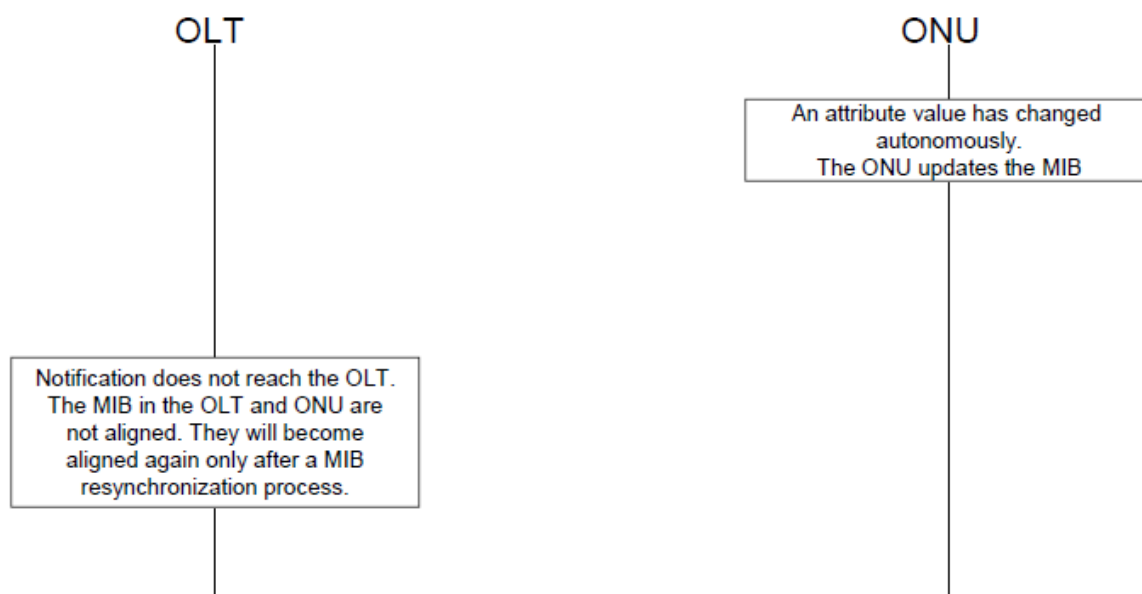 OLT
ONU
An attribute value has changed
autonomously.
The ONU updates the MIB
Notification does not reach the OLT.
The MIB in the OLT and ONU are
not aligned. They will become
aligned again only after a MIB
resynchronization process.